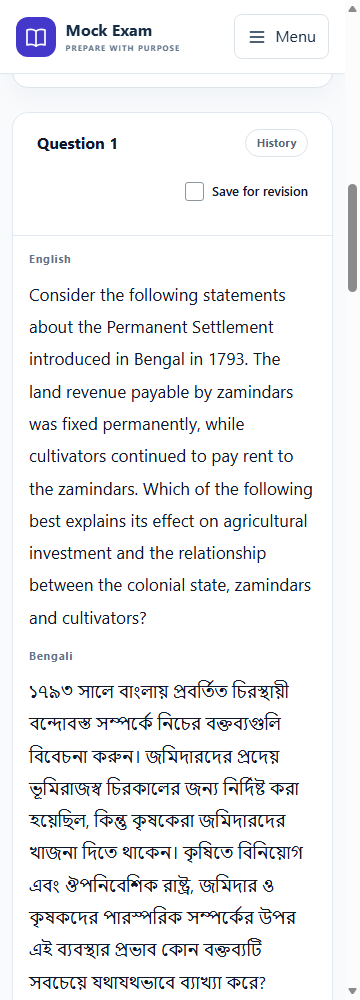 Mock Exam
PREPARE WITH PURPOSE
Menu
Question 1
History
Save for revision
English
Consider the following statements
about the Permanent Settlement
introduced in Bengal in 1793. The
land revenue payable by zamindars
was fixed permanently, while
cultivators continued to pay rent to
the zamindars. Which of the following
best explains its effect on agricultural
investment and the relationship
between the colonial state, zamindars
and cultivators?
Bengali
১৭৯৩ সালে বাংলায় প্রবর্তিত চিরস্থায়ী
বন্দোবস্ত সম্পর্কে নিচের বক্তব্যগুলি
বিবেচনা করুন। জমিদারদের প্রদেয়
ভূমিরাজস্ব চিরকালের জন্য নির্দিষ্ট করা
হয়েছিল, কিন্তু কৃষকেরা জমিদারদের
খাজনা দিতে থাকেন। কৃষিতে বিনিয়োগ
এবং ঔপনিবেশিক রাষ্ট্র, জমিদার ও
কৃষকদের পারস্পরিক সম্পর্কের উপর
এই ব্যবস্থার প্রভাব কোন বক্তব্যটি
সবচেয়ে যথাযথভাবে ব্যাখ্যা করে?